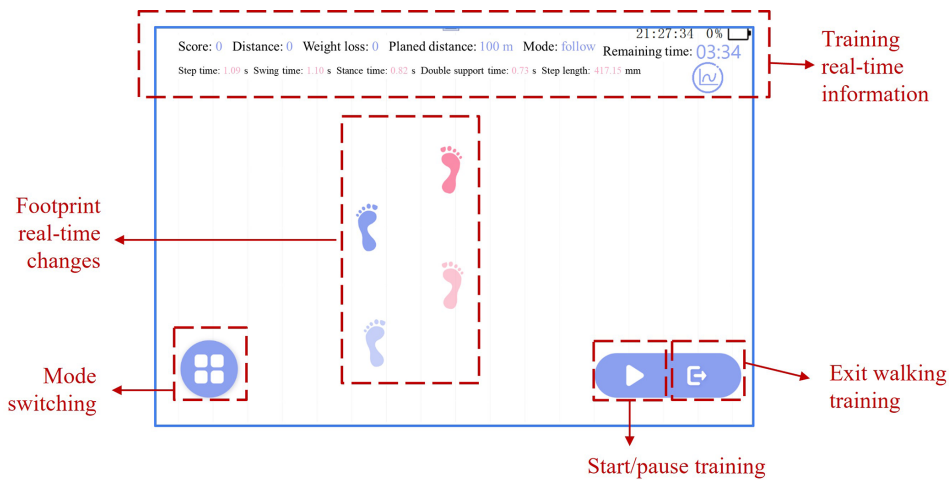 21:27:34 0%
Score: 0 Distance: 0 Weight loss: 0 Planed distance: 100 m Mode: follow Remaining time: 03:34
Step time: 1.09 s Swing time: 1.10 s Stance time: 0.82 s Double support time: 0.73 s Step length: 417.15 mm
Training
real-time
information
Footprint
real-time
changes
Mode
switching
Exit walking
training
Start/pause training